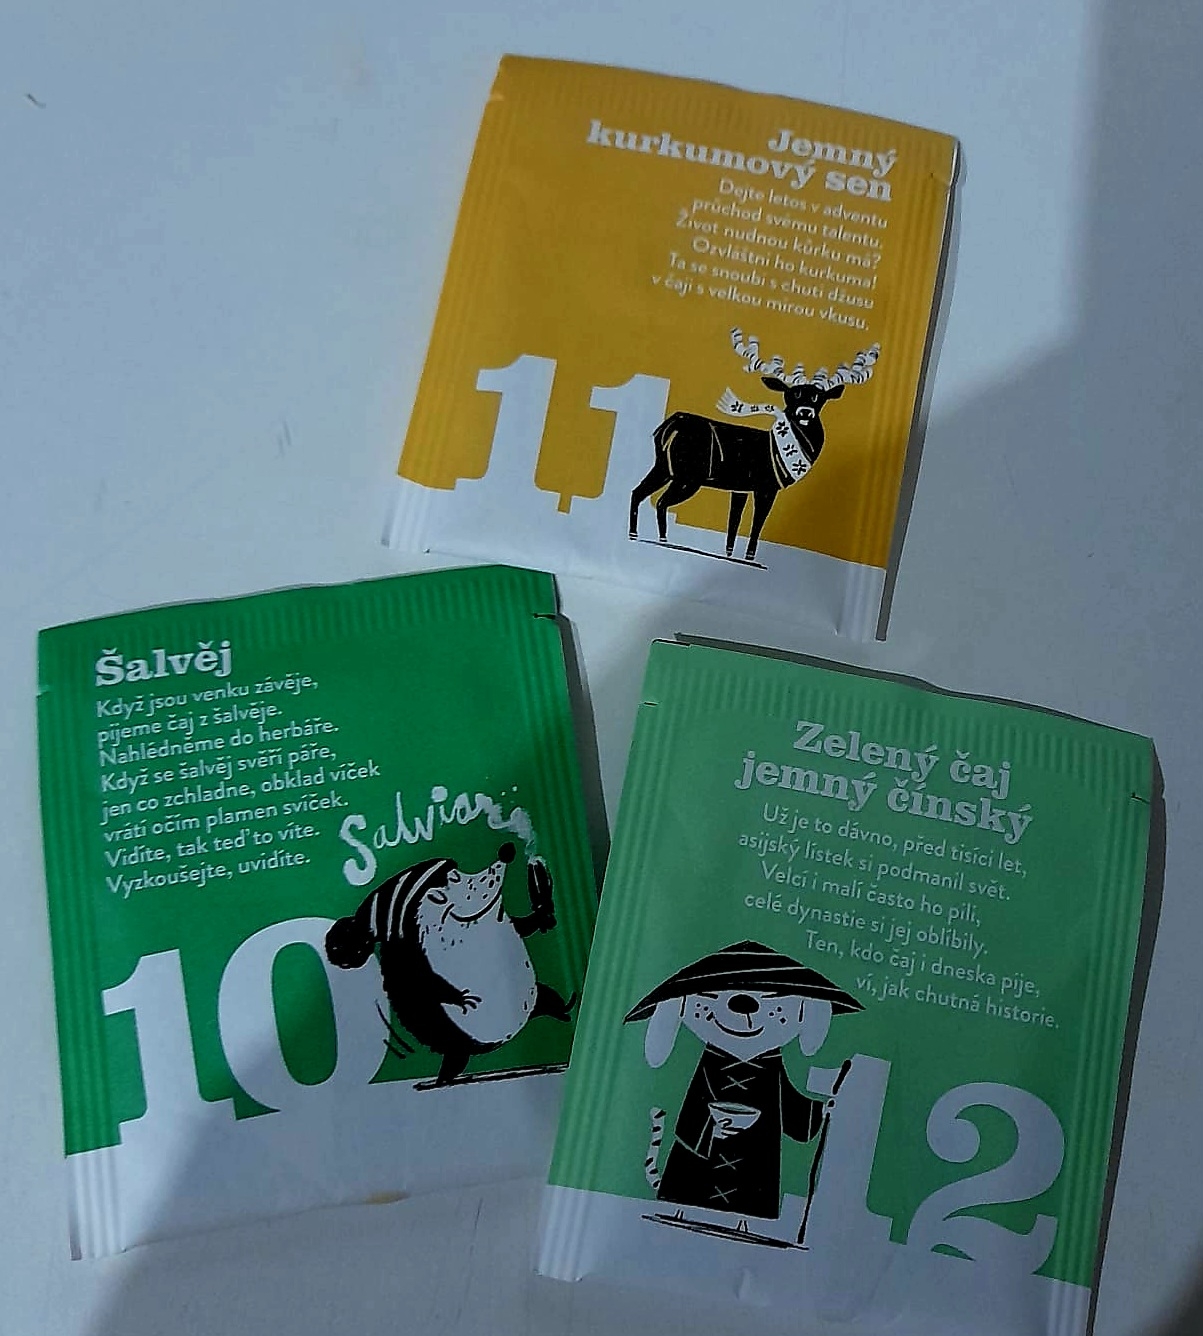 Jemný
kurkumový sen
Dejte letos v adventu
průchod svému talentu.
Život nudnou kůrku má?
Ozvláštní ho kurkuma!
Ta se snoubí s chutí džusu
v čaji s velkou mírou vkusu.
11
Šalvěj
Když jsou venku závěje,
pijeme čaj z šalvěje.
Nahlédněme do herbáře.
Když se šalvěj svěří páře,
jen co zchladne, obklad víček
vrátí očím plamen svíček.
Vidíte, tak teď to víte.
Vyzkoušejte, uvidíte.
10
Zelený čaj
jemný čínský
Už je to dávno, před tisíci let,
asijský lístek si podmanil svět.
Velcí i malí často ho pili,
celé dynastie si jej oblíbily.
Ten, kdo čaj i dneska pije,
ví, jak chutná historie.
12